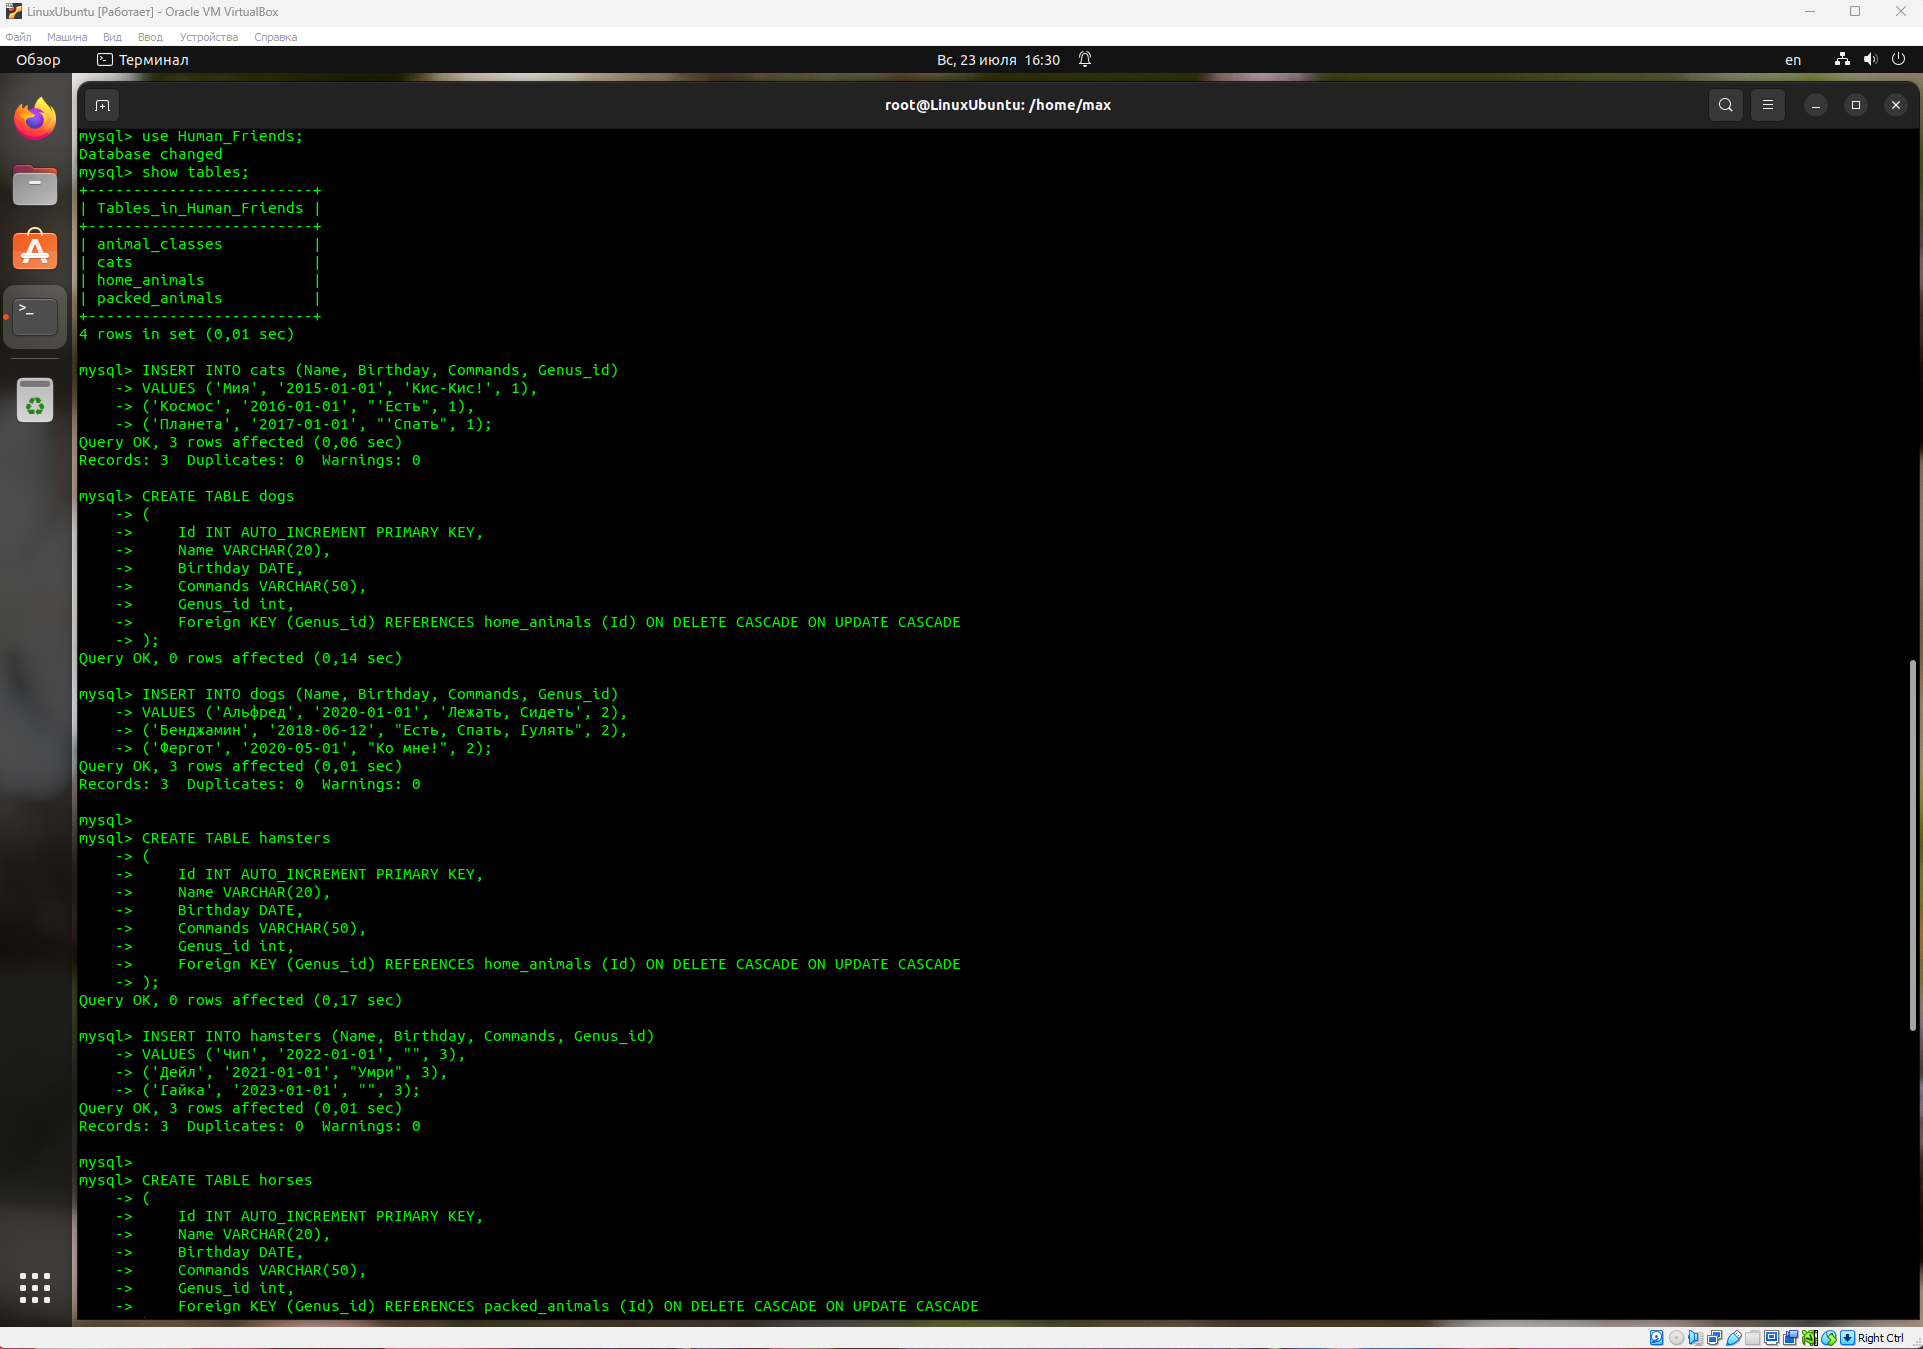 LinuxUbuntu [Работает] - Oracle VM VirtualBox
Файл Машина Вид Ввод Устройства Справка
Обзор Терминал Вс, 23 июля 16:30 en
root@LinuxUbuntu: /home/max
mysql> use Human_Friends;
Database changed
mysql> show tables;
+-------------------------+
| Tables_in_Human_Friends |
+-------------------------+
| animal_classes          |
| cats                    |
| home_animals            |
| packed_animals          |
+-------------------------+
4 rows in set (0,01 sec)
mysql> INSERT INTO cats (Name, Birthday, Commands, Genus_id)
    -> VALUES ('Мия', '2015-01-01', 'Кис-Кис!', 1),
    -> ('Космос', '2016-01-01', "'Есть", 1),
    -> ('Планета', '2017-01-01', "'Спать", 1);
Query OK, 3 rows affected (0,06 sec)
Records: 3  Duplicates: 0  Warnings: 0
mysql> CREATE TABLE dogs
    -> (
    ->     Id INT AUTO_INCREMENT PRIMARY KEY,
    ->     Name VARCHAR(20),
    ->     Birthday DATE,
    ->     Commands VARCHAR(50),
    ->     Genus_id int,
    ->     Foreign KEY (Genus_id) REFERENCES home_animals (Id) ON DELETE CASCADE ON UPDATE CASCADE
    -> );
Query OK, 0 rows affected (0,14 sec)
mysql> INSERT INTO dogs (Name, Birthday, Commands, Genus_id)
    -> VALUES ('Альфред', '2020-01-01', 'Лежать, Сидеть', 2),
    -> ('Бенджамин', '2018-06-12', "Есть, Спать, Гулять", 2),
    -> ('Фергот', '2020-05-01', "Ко мне!", 2);
Query OK, 3 rows affected (0,01 sec)
Records: 3  Duplicates: 0  Warnings: 0
mysql>
mysql> CREATE TABLE hamsters
    -> (
    ->     Id INT AUTO_INCREMENT PRIMARY KEY,
    ->     Name VARCHAR(20),
    ->     Birthday DATE,
    ->     Commands VARCHAR(50),
    ->     Genus_id int,
    ->     Foreign KEY (Genus_id) REFERENCES home_animals (Id) ON DELETE CASCADE ON UPDATE CASCADE
    -> );
Query OK, 0 rows affected (0,17 sec)
mysql> INSERT INTO hamsters (Name, Birthday, Commands, Genus_id)
    -> VALUES ('Чип', '2022-01-01', "", 3),
    -> ('Дейл', '2021-01-01', "Умри", 3),
    -> ('Гайка', '2023-01-01', "", 3);
Query OK, 3 rows affected (0,01 sec)
Records: 3  Duplicates: 0  Warnings: 0
mysql>
mysql> CREATE TABLE horses
    -> (
    ->     Id INT AUTO_INCREMENT PRIMARY KEY,
    ->     Name VARCHAR(20),
    ->     Birthday DATE,
    ->     Commands VARCHAR(50),
    ->     Genus_id int,
    ->     Foreign KEY (Genus_id) REFERENCES packed_animals (Id) ON DELETE CASCADE ON UPDATE CASCADE
Right Ctrl